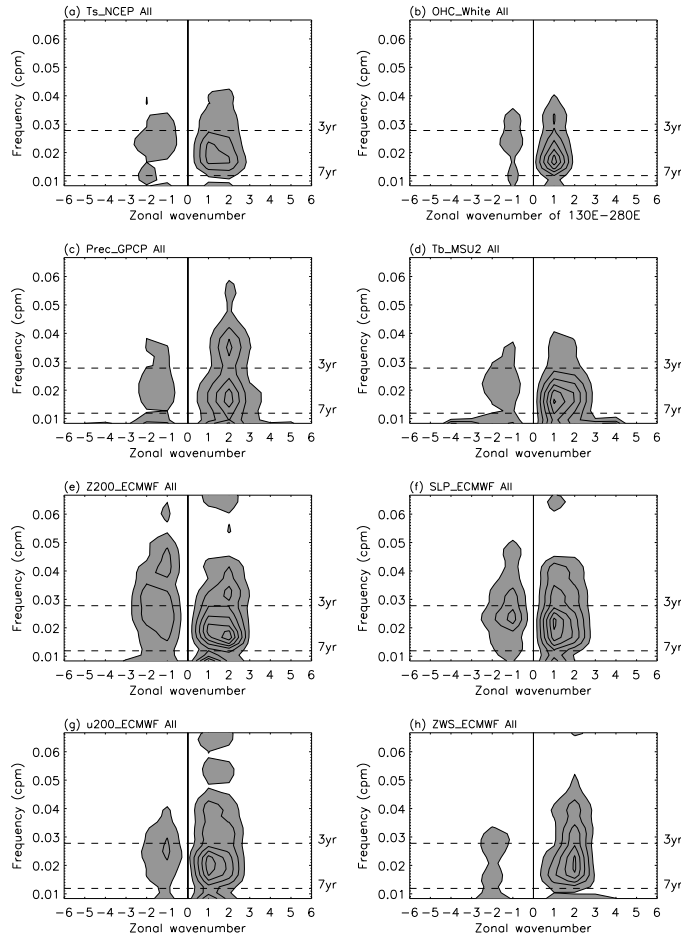 (a) Ts_NCEP All
Frequency (cpm)
0.06
0.05
0.04
0.03
0.02
0.01
3yr
7yr
−6 −5 −4 −3 −2 −1 0 1 2 3 4 5 6
Zonal wavenumber
(b) OHC_White All
Frequency (cpm)
0.06
0.05
0.04
0.03
0.02
0.01
3yr
7yr
−6 −5 −4 −3 −2 −1 0 1 2 3 4 5 6
Zonal wavenumber of 130E−280E
(c) Prec_GPCP All
Frequency (cpm)
0.06
0.05
0.04
0.03
0.02
0.01
3yr
7yr
−6 −5 −4 −3 −2 −1 0 1 2 3 4 5 6
Zonal wavenumber
(d) Tb_MSU2 All
Frequency (cpm)
0.06
0.05
0.04
0.03
0.02
0.01
3yr
7yr
−6 −5 −4 −3 −2 −1 0 1 2 3 4 5 6
Zonal wavenumber
(e) Z200_ECMWF All
Frequency (cpm)
0.06
0.05
0.04
0.03
0.02
0.01
3yr
7yr
−6 −5 −4 −3 −2 −1 0 1 2 3 4 5 6
Zonal wavenumber
(f) SLP_ECMWF All
Frequency (cpm)
0.06
0.05
0.04
0.03
0.02
0.01
3yr
7yr
−6 −5 −4 −3 −2 −1 0 1 2 3 4 5 6
Zonal wavenumber
(g) u200_ECMWF All
Frequency (cpm)
0.06
0.05
0.04
0.03
0.02
0.01
3yr
7yr
−6 −5 −4 −3 −2 −1 0 1 2 3 4 5 6
Zonal wavenumber
(h) ZWS_ECMWF All
Frequency (cpm)
0.06
0.05
0.04
0.03
0.02
0.01
3yr
7yr
−6 −5 −4 −3 −2 −1 0 1 2 3 4 5 6
Zonal wavenumber